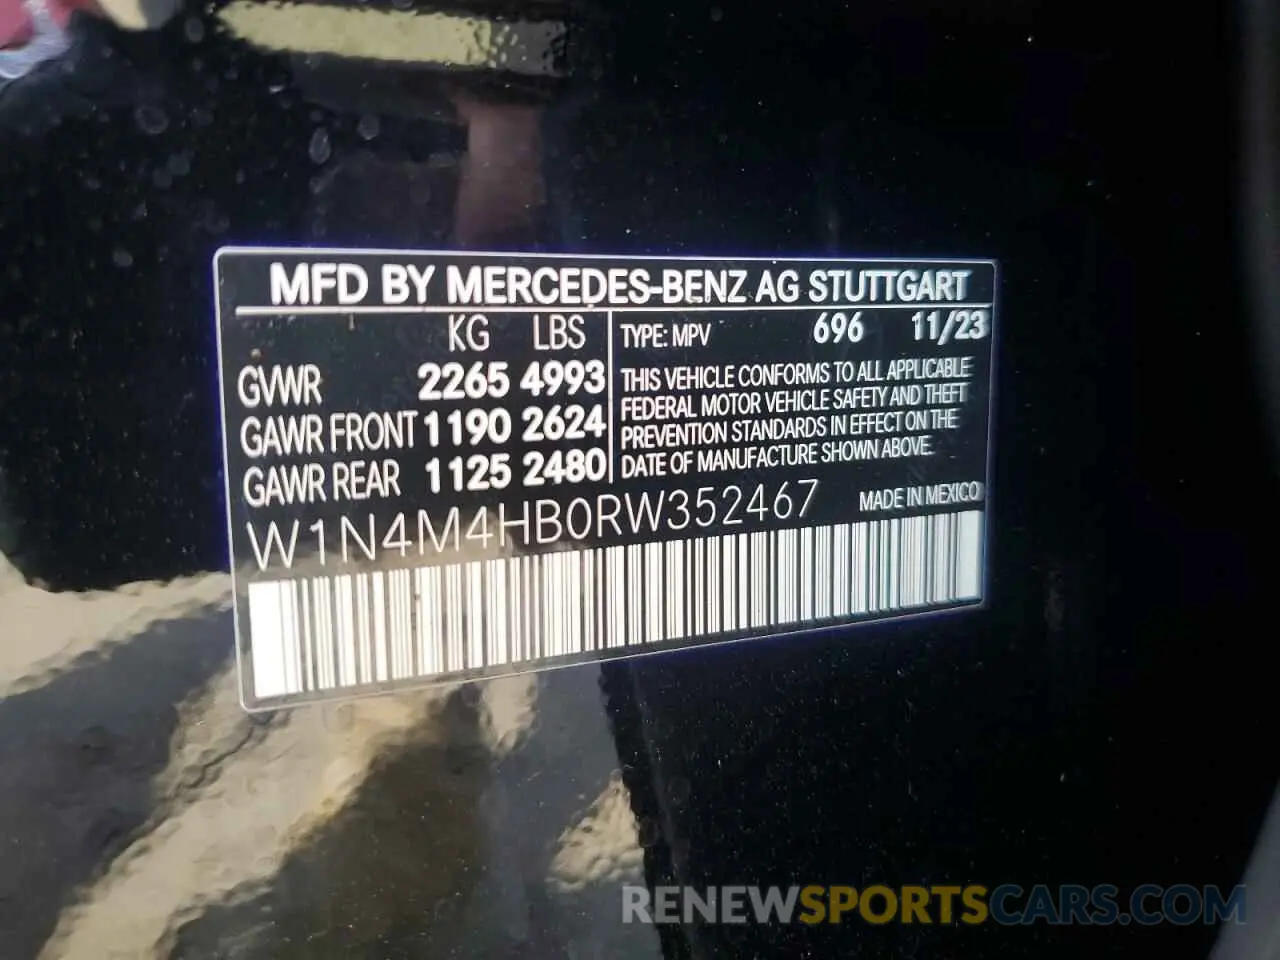 MFD BY MERCEDES-BENZ AG STUTTGART
KG LBS
GVWR 2265 4993
GAWR FRONT 1190 2624
GAWR REAR 1125 2480
TYPE: MPV 696 11/23
THIS VEHICLE CONFORMS TO ALL APPLICABLE
FEDERAL MOTOR VEHICLE SAFETY AND THEFT
PREVENTION STANDARDS IN EFFECT ON THE
DATE OF MANUFACTURE SHOWN ABOVE.
W1N4M4HB0RW352467 MADE IN MEXICO
RENEWSPORTSCARS.COM